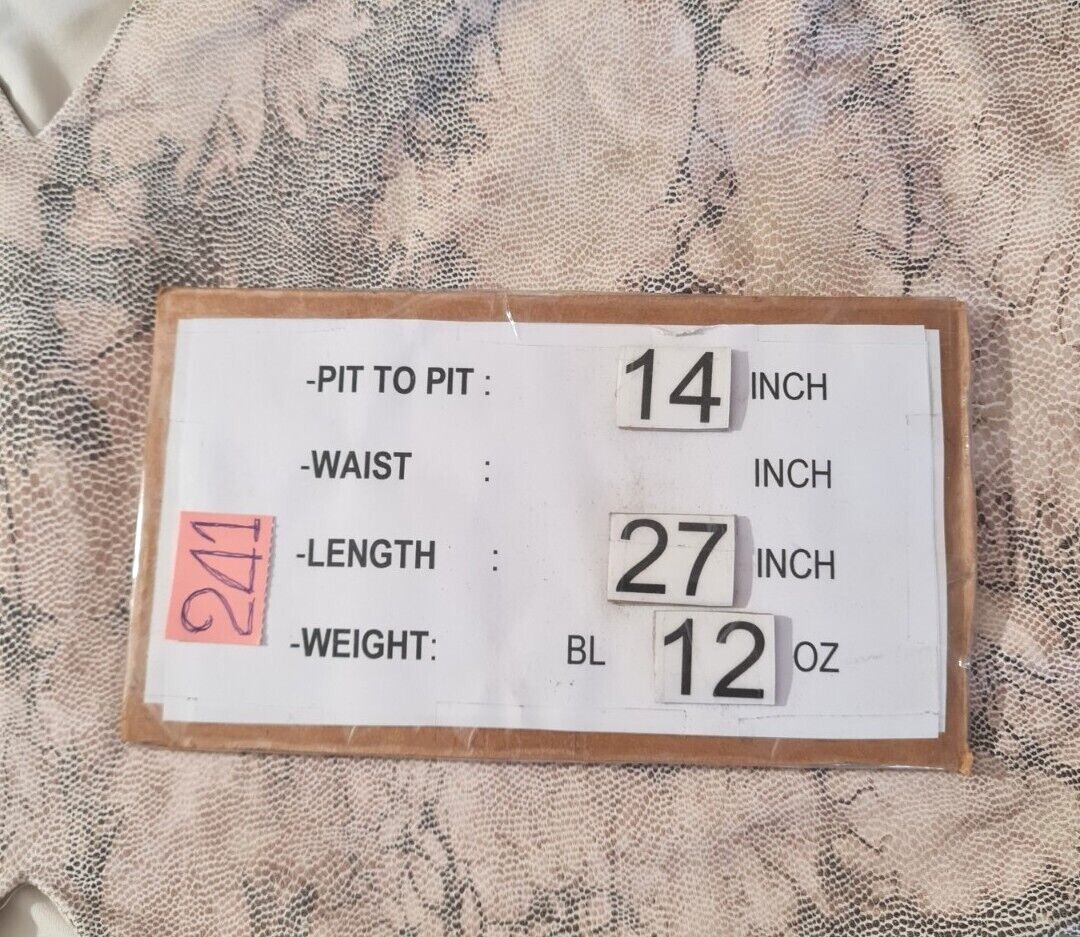 -PIT TO PIT : 14 INCH
-WAIST : INCH
-LENGTH : 27 INCH
-WEIGHT: BL 12 OZ
241